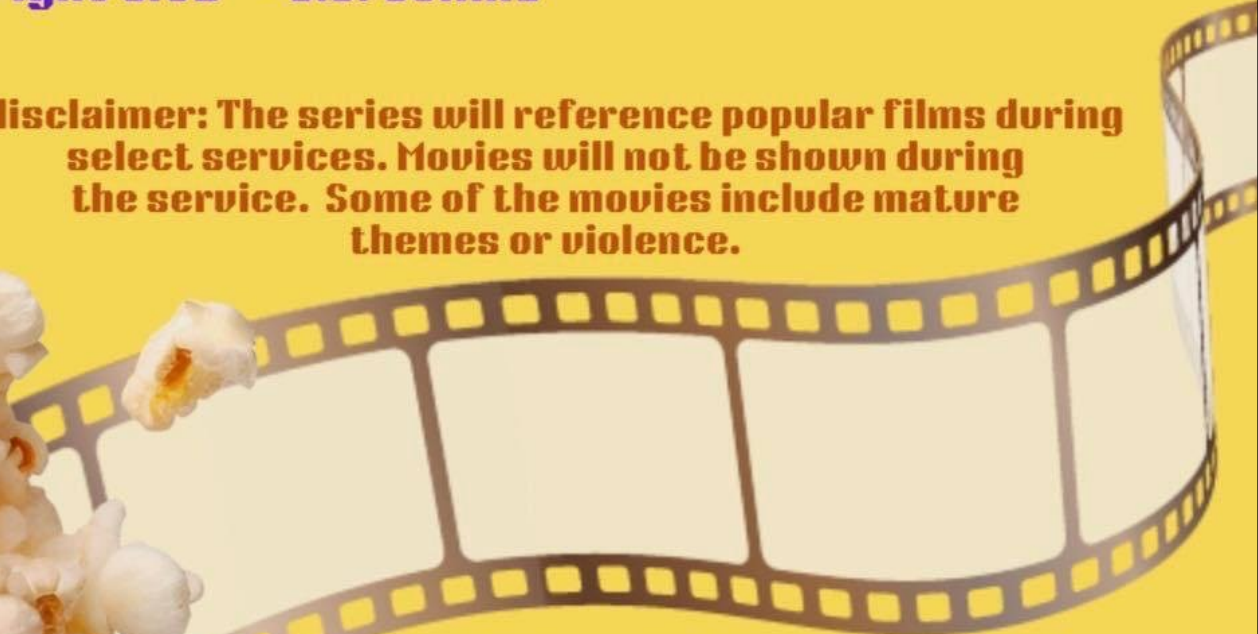 disclaimer: The series will reference popular films during
select services. Movies will not be shown during
the service.  Some of the movies include mature
themes or violence.